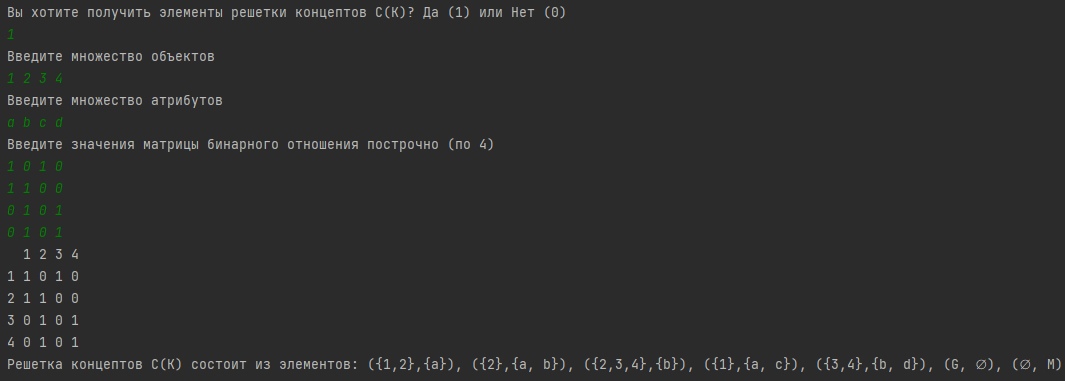 Вы хотите получить элементы решетки концептов C(K)? Да (1) или Нет (0)
1
Введите множество объектов
1 2 3 4
Введите множество атрибутов
a b c d
Введите значения матрицы бинарного отношения построчно (по 4)
1 0 1 0
1 1 0 0
0 1 0 1
0 1 0 1
  1 2 3 4
1 1 0 1 0
2 1 1 0 0
3 0 1 0 1
4 0 1 0 1
Решетка концептов C(K) состоит из элементов: ({1,2},{a}), ({2},{a, b}), ({2,3,4},{b}), ({1},{a, c}), ({3,4},{b, d}), (G, ∅), (∅, M)